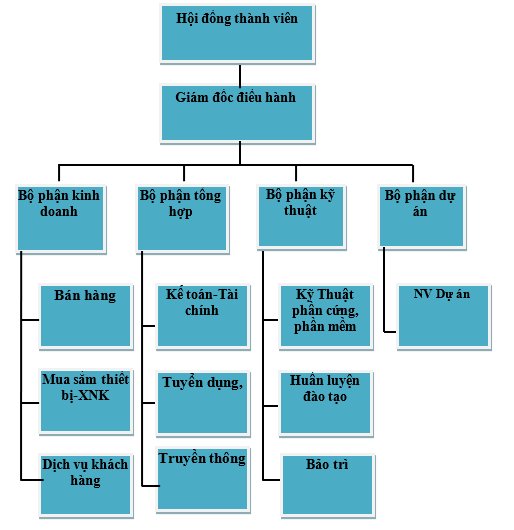 Hội đồng thành viên
Giám đốc điều hành
Bộ phận kinh
doanh
Bộ phận tổng
hợp
Bộ phận kỹ
thuật
Bộ phận dự
án
Bán hàng
Mua sắm thiết
bị-XNK
Dịch vụ khách
hàng
Kế toán-Tài
chính
Tuyển dụng,
Truyền thông
Kỹ Thuật
phần cứng,
phần mềm
Huấn luyện
đào tạo
Bảo trì
NV Dự án